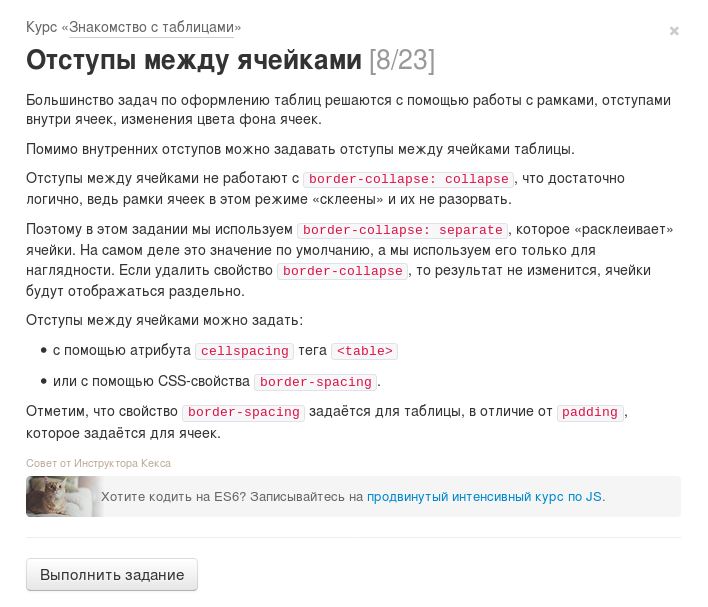 Курс «Знакомство с таблицами»
×
Отступы между ячейками [8/23]
Большинство задач по оформлению таблиц решаются с помощью работы с рамками, отступами
внутри ячеек, изменения цвета фона ячеек.
Помимо внутренних отступов можно задавать отступы между ячейками таблицы.
Отступы между ячейками не работают с border-collapse: collapse, что достаточно
логично, ведь рамки ячеек в этом режиме «склеены» и их не разорвать.
Поэтому в этом задании мы используем border-collapse: separate, которое «расклеивает»
ячейки. На самом деле это значение по умолчанию, а мы используем его только для
наглядности. Если удалить свойство border-collapse, то результат не изменится, ячейки
будут отображаться раздельно.
Отступы между ячейками можно задать:
• с помощью атрибута cellspacing тега <table>
• или с помощью CSS-свойства border-spacing.
Отметим, что свойство border-spacing задаётся для таблицы, в отличие от padding,
которое задаётся для ячеек.
Совет от Инструктора Кекса
Хотите кодить на ES6? Записывайтесь на продвинутый интенсивный курс по JS.
Выполнить задание